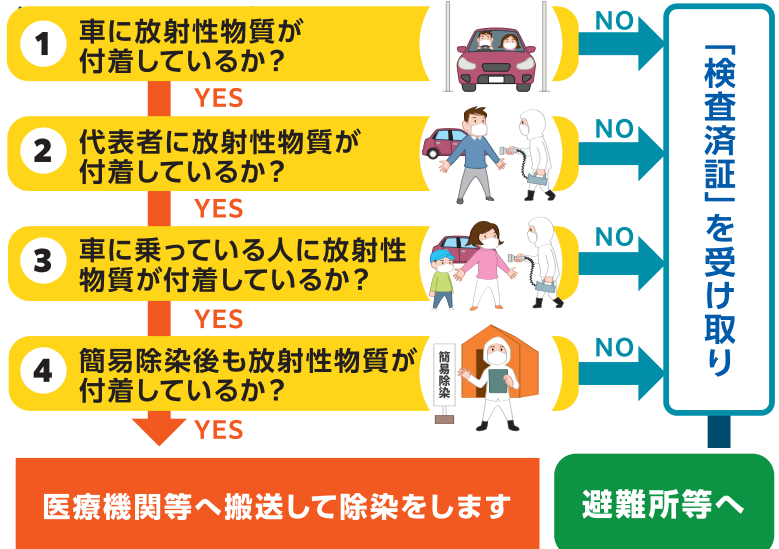 1
車に放射性物質が
付着しているか？
NO
YES
2
代表者に放射性物質が
付着しているか？
NO
YES
3
車に乗っている人に放射性
物質が付着しているか？
NO
YES
4
簡易除染後も放射性物質が
付着しているか？
簡易除染
NO
YES
「検査済証」を受け取り
医療機関等へ搬送して除染をします
避難所等へ